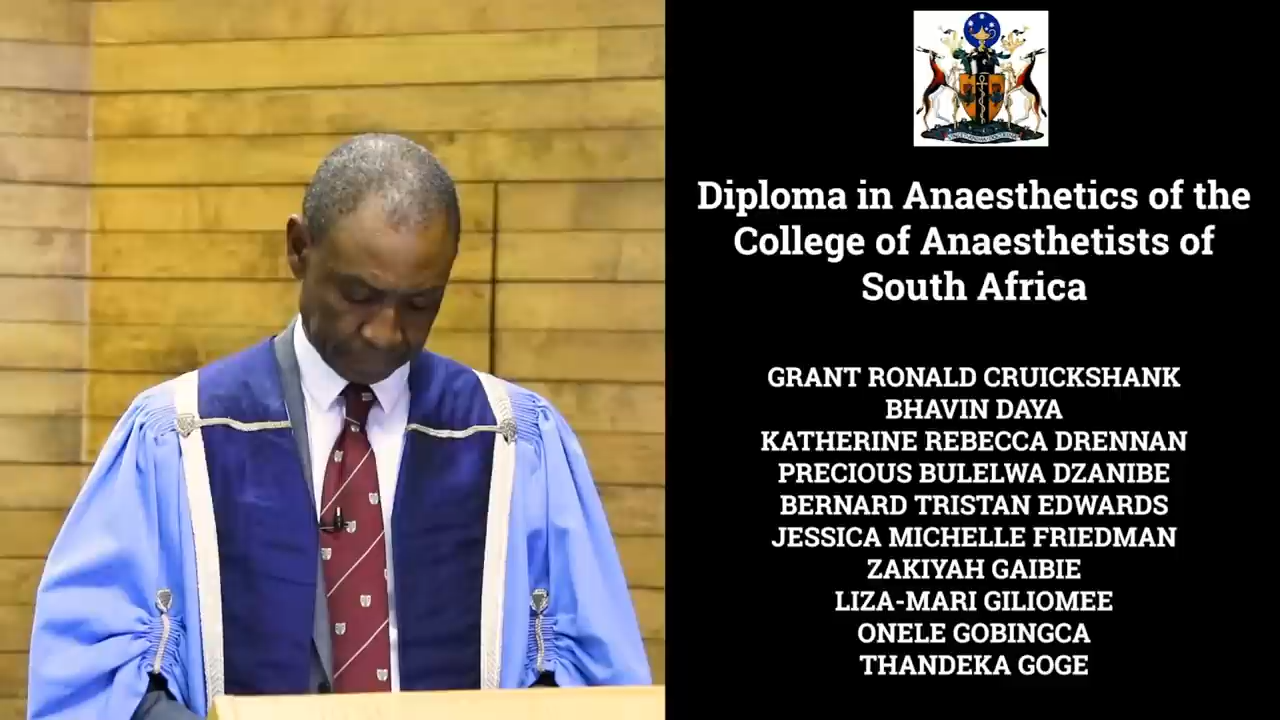 Diploma in Anaesthetics of the
College of Anaesthetists of
South Africa
GRANT RONALD CRUICKSHANK
BHAVIN DAYA
KATHERINE REBECCA DRENNAN
PRECIOUS BULELWA DZANIBE
BERNARD TRISTAN EDWARDS
JESSICA MICHELLE FRIEDMAN
ZAKIYAH GAIBIE
LIZA-MARI GILIOMEE
ONELE GOBINGCA
THANDEKA GOGE